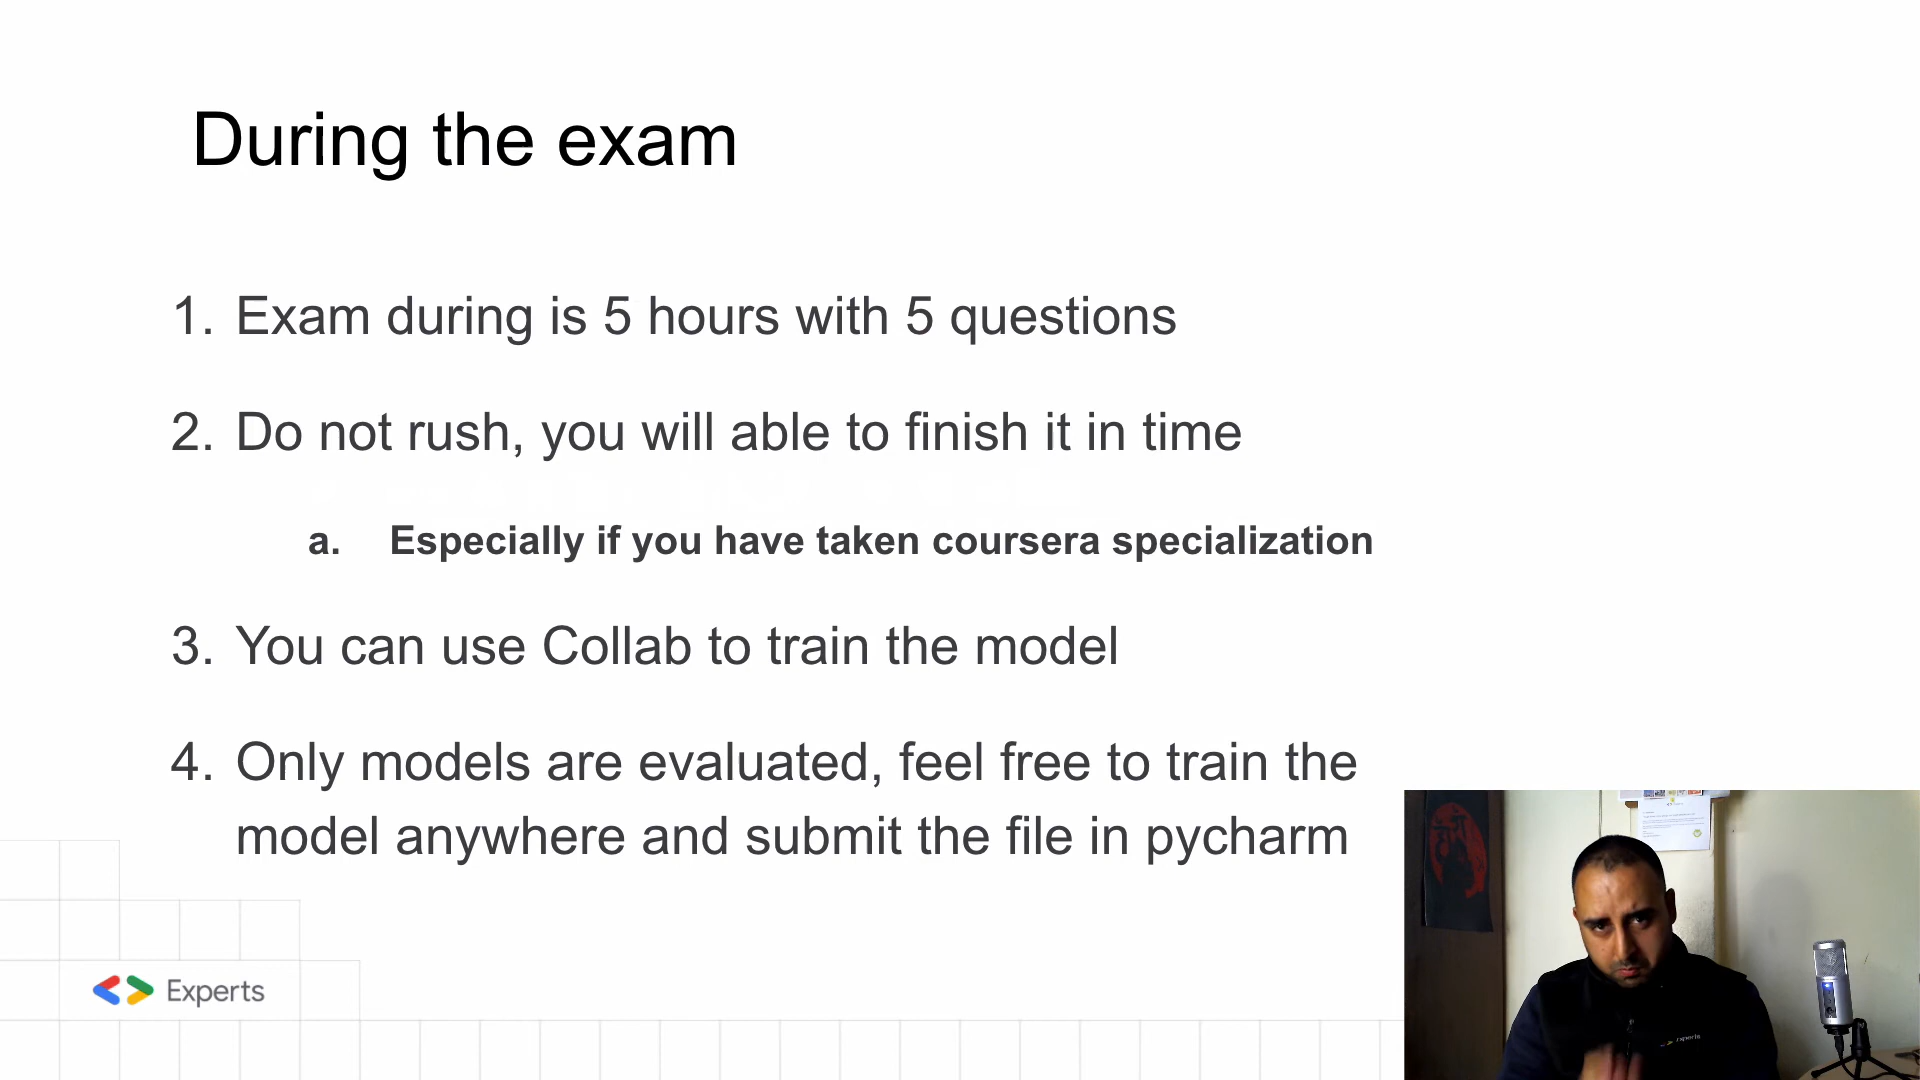 During the exam
1. Exam during is 5 hours with 5 questions
2. Do not rush, you will able to finish it in time
a. Especially if you have taken coursera specialization
3. You can use Collab to train the model
4. Only models are evaluated, feel free to train the
model anywhere and submit the file in pycharm
Experts